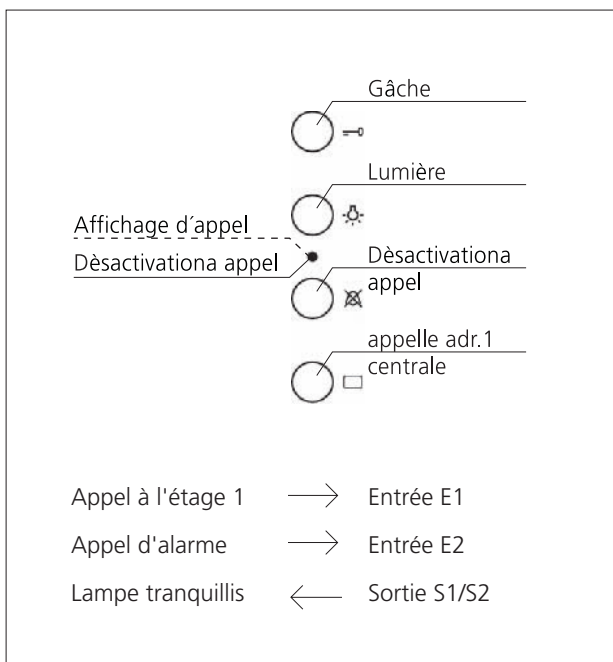 Gâche
Lumière
Affichage d´appel
Dèsactivationa appel
Dèsactivationa
appel
appelle adr.1
centrale
Appel à l'étage 1 → Entrée E1
Appel d'alarme → Entrée E2
Lampe tranquillis ← Sortie S1/S2